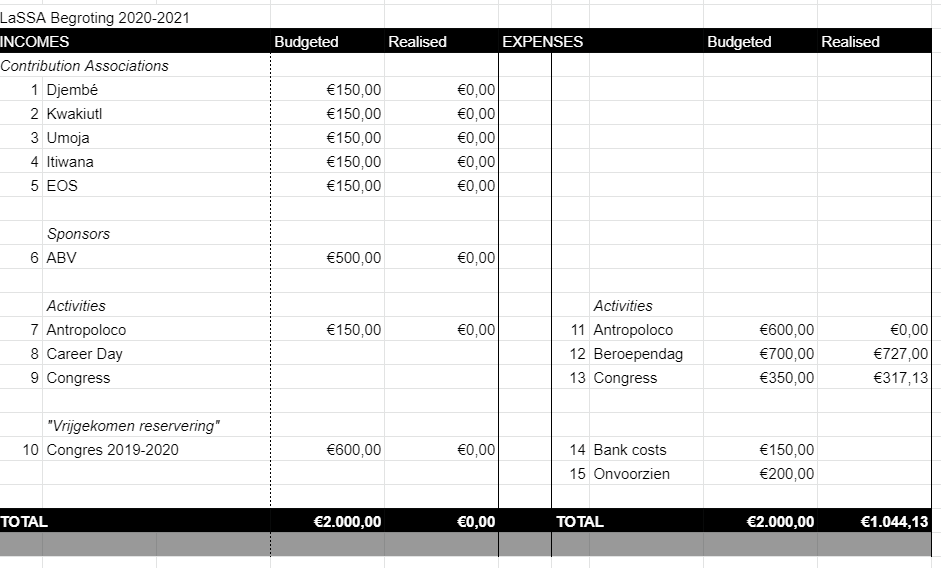 LaSSA Begroting 2020-2021
INCOMES Budgeted Realised EXPENSES Budgeted Realised
Contribution Associations
1 Djembé €150,00 €0,00
2 Kwakiutl €150,00 €0,00
3 Umoja €150,00 €0,00
4 Itiwana €150,00 €0,00
5 EOS €150,00 €0,00
Sponsors
6 ABV €500,00 €0,00
Activities Activities
7 Antropoloco €150,00 €0,00 11 Antropoloco €600,00 €0,00
8 Career Day 12 Beroependag €700,00 €727,00
9 Congress 13 Congress €350,00 €317,13
"Vrijgekomen reservering"
10 Congres 2019-2020 €600,00 €0,00 14 Bank costs €150,00
15 Onvoorzien €200,00
TOTAL €2.000,00 €0,00 TOTAL €2.000,00 €1.044,13